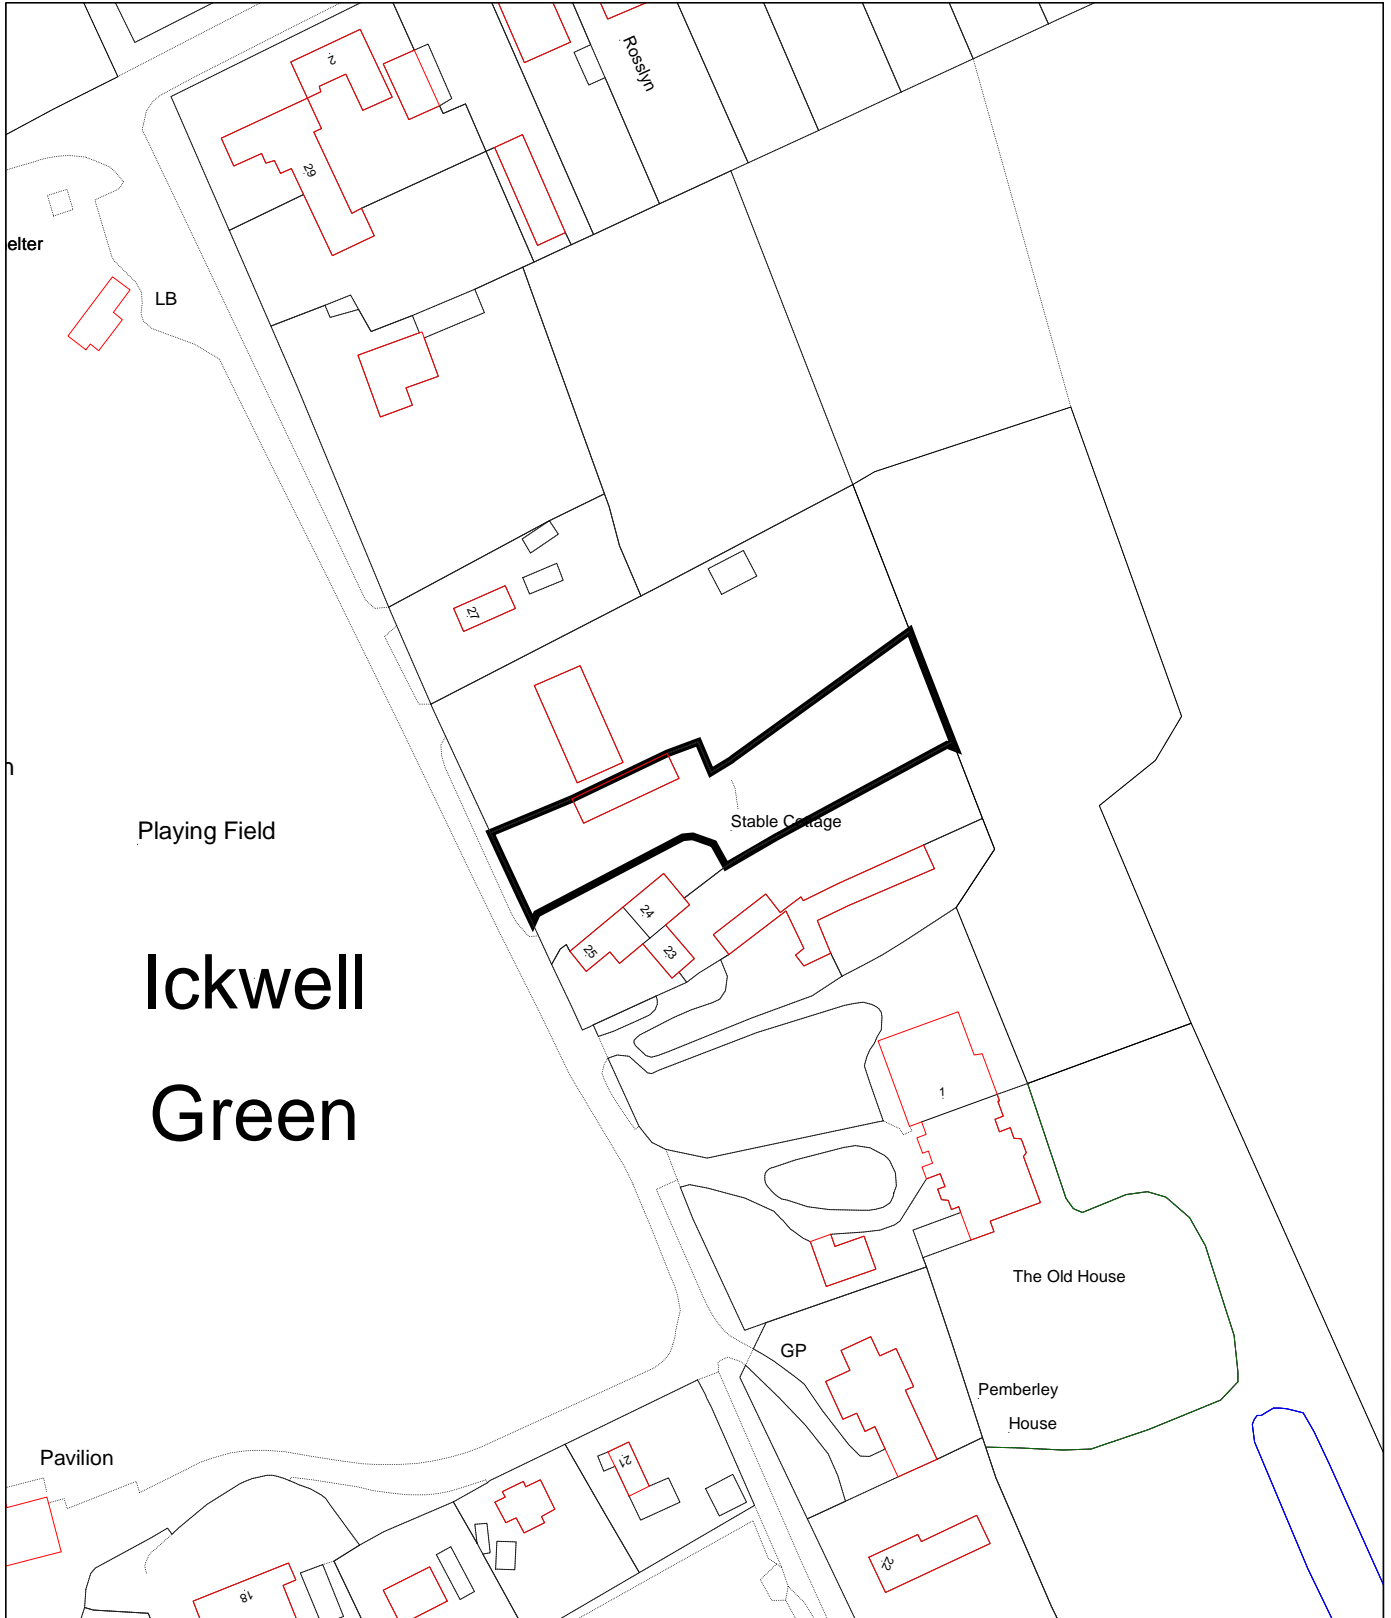 2
Rosslyn
29
elter
LB
27
Playing Field
Stable Cottage
24
25
23
Ickwell
Green
1
The Old House
GP
Pemberley
House
Pavilion
21
22
18